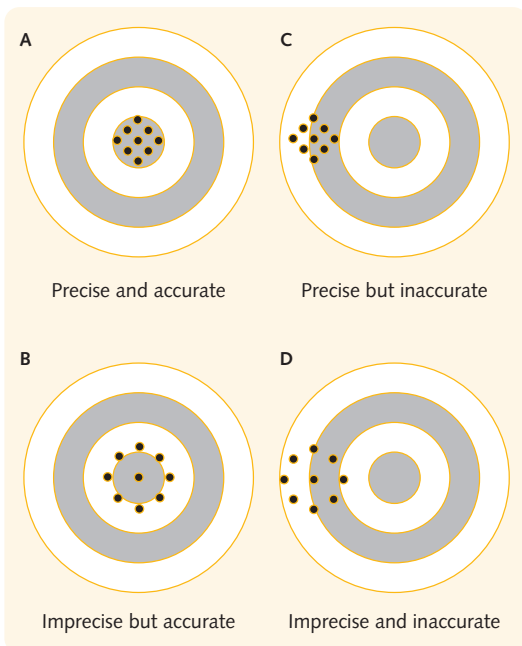 A
C
Precise and accurate
Precise but inaccurate
B
D
Imprecise but accurate
Imprecise and inaccurate